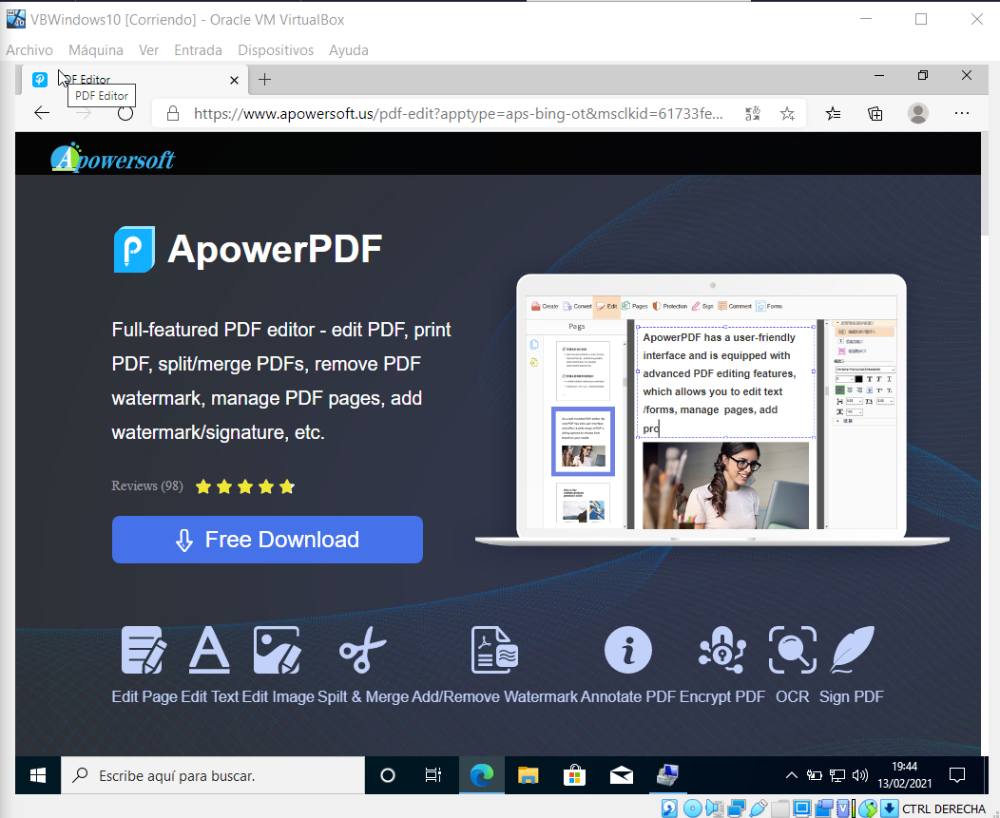 VBWindows10 [Corriendo] - Oracle VM VirtualBox
Archivo Máquina Ver Entrada Dispositivos Ayuda
PDF Editor
PDF Editor
https://www.apowersoft.us/pdf-edit?apptype=aps-bing-ot&msclkid=61733fe...
Apowersoft
ApowerPDF
Full-featured PDF editor - edit PDF, print
PDF, split/merge PDFs, remove PDF
watermark, manage PDF pages, add
watermark/signature, etc.
Reviews (98)
Free Download
Create Convert Edit Pages Protection Sign Comment Forms
Pags
ApowerPDF has a user-friendly
interface and is equipped with
advanced PDF editing features,
which allows you to edit text
/forms, manage pages, add
prc
Edit Page Edit Text Edit Image Spilt & Merge Add/Remove Watermark Annotate PDF Encrypt PDF OCR Sign PDF
Escribe aquí para buscar.
19:44
13/02/2021
CTRL DERECHA